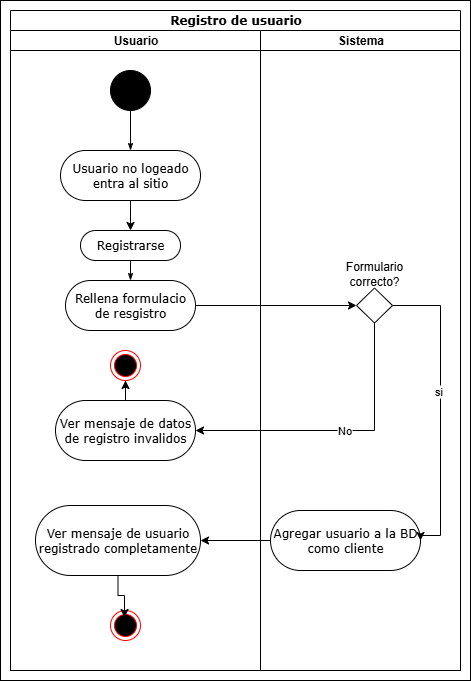 Registro de usuario
Usuario
Sistema
Usuario no logeado
entra al sitio
Registrarse
Rellena formulacio
de resgistro
Formulario
correcto?
si
No
Ver mensaje de datos
de registro invalidos
Agregar usuario a la BD
como cliente
Ver mensaje de usuario
registrado completamente